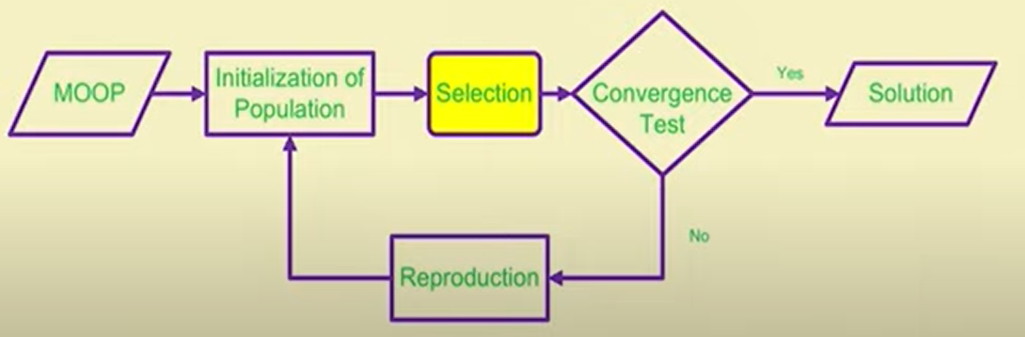 MOOP
Initialization of
Population
Selection
Convergence
Test
Yes
Solution
No
Reproduction